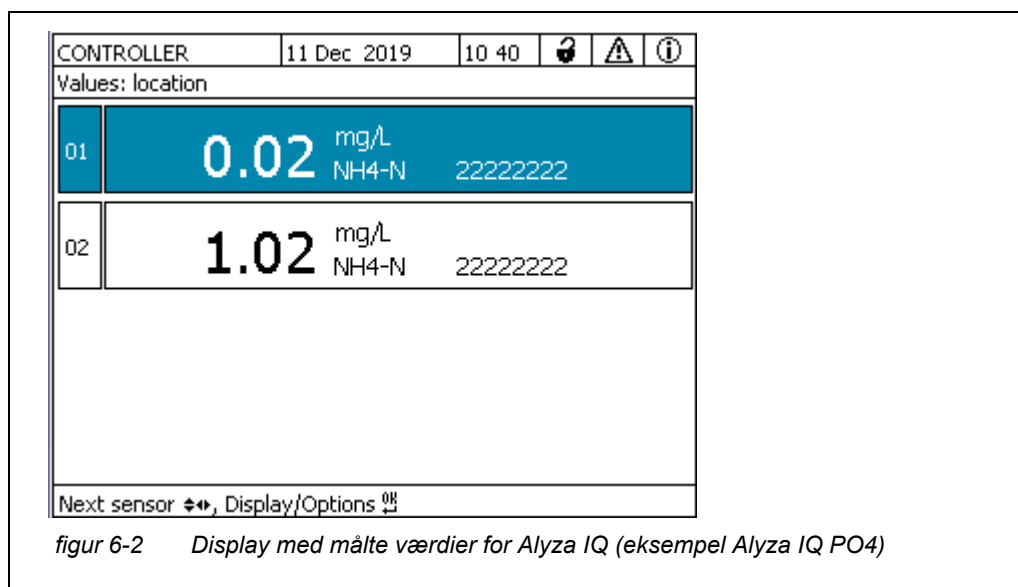 CONTROLLER 11 Dec 2019 10 40
Values: location
01 0.02 mg/L NH4-N 22222222
02 1.02 mg/L NH4-N 22222222
Next sensor, Display/Options OK
figur 6-2 Display med målte værdier for Alyza IQ (eksempel Alyza IQ PO4)